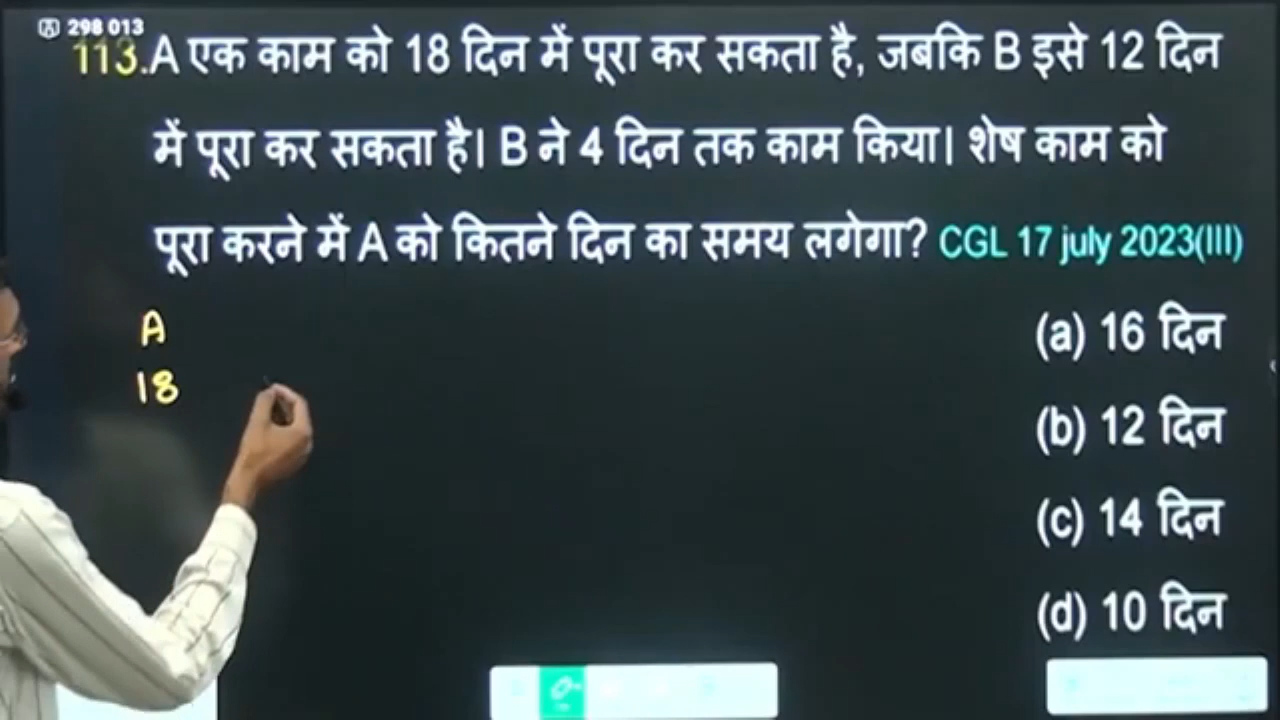 298 013
113.A एक काम को 18 दिन में पूरा कर सकता है, जबकि B इसे 12 दिन
में पूरा कर सकता है। B ने 4 दिन तक काम किया। शेष काम को
पूरा करने में A को कितने दिन का समय लगेगा? CGL 17 july 2023(III)
A
18
(a) 16 दिन
(b) 12 दिन
(c) 14 दिन
(d) 10 दिन